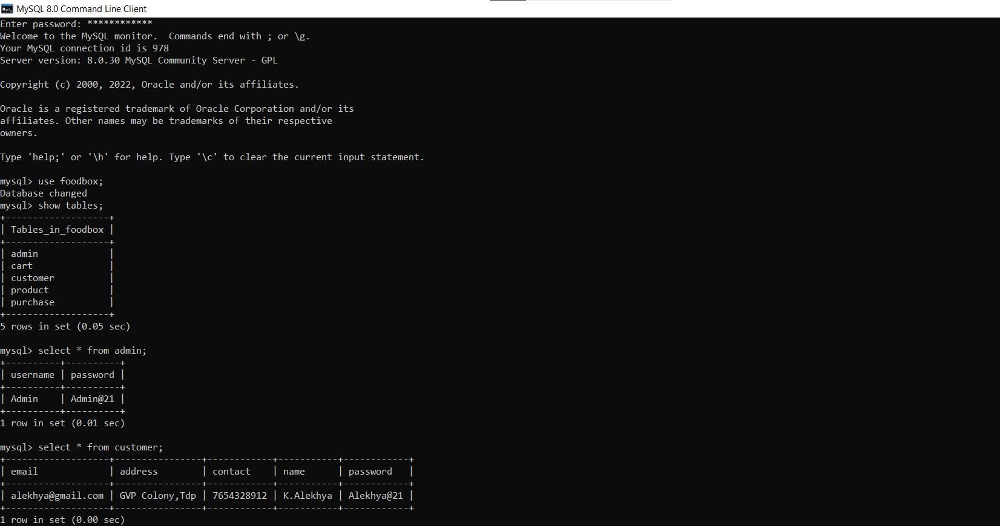 MySQL 8.0 Command Line Client
Enter password: ************
Welcome to the MySQL monitor.  Commands end with ; or \g.
Your MySQL connection id is 978
Server version: 8.0.30 MySQL Community Server - GPL
Copyright (c) 2000, 2022, Oracle and/or its affiliates.
Oracle is a registered trademark of Oracle Corporation and/or its
affiliates. Other names may be trademarks of their respective
owners.
Type 'help;' or '\h' for help. Type '\c' to clear the current input statement.
mysql> use foodbox;
Database changed
mysql> show tables;
+-------------------+
| Tables_in_foodbox |
+-------------------+
| admin             |
| cart              |
| customer          |
| product           |
| purchase          |
+-------------------+
5 rows in set (0.05 sec)
mysql> select * from admin;
+----------+----------+
| username | password |
+----------+----------+
| Admin    | Admin@21 |
+----------+----------+
1 row in set (0.01 sec)
mysql> select * from customer;
+-------------------+----------------+------------+-----------+------------+
| email             | address        | contact    | name      | password   |
+-------------------+----------------+------------+-----------+------------+
| alekhya@gmail.com | GVP Colony,Tdp | 7654328912 | K.Alekhya | Alekhya@21 |
+-------------------+----------------+------------+-----------+------------+
1 row in set (0.00 sec)